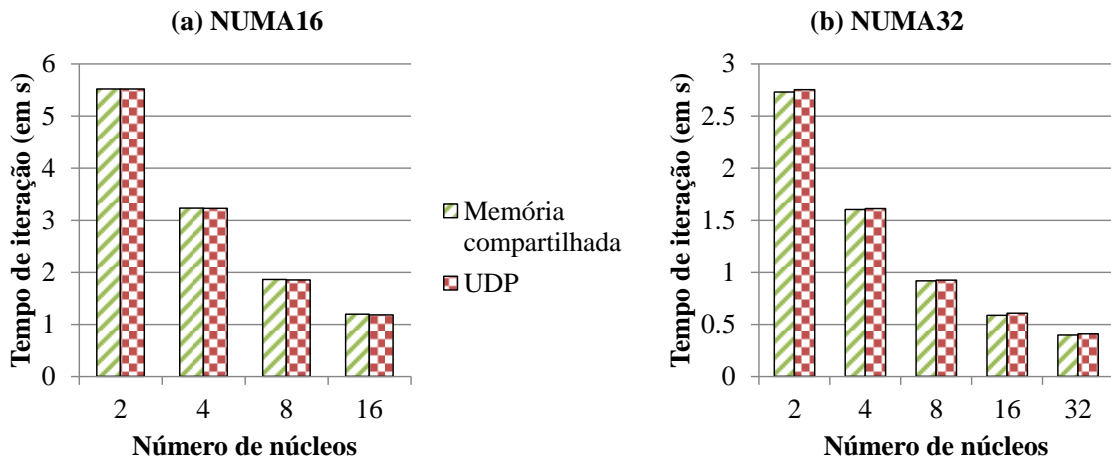 (a) NUMA16
Tempo de iteração (em s)
6
5
4
3
2
1
0
2 4 8 16
Número de núcleos
Memória
compartilhada
UDP
(b) NUMA32
Tempo de iteração (em s)
3
2.5
2
1.5
1
0.5
0
2 4 8 16 32
Número de núcleos